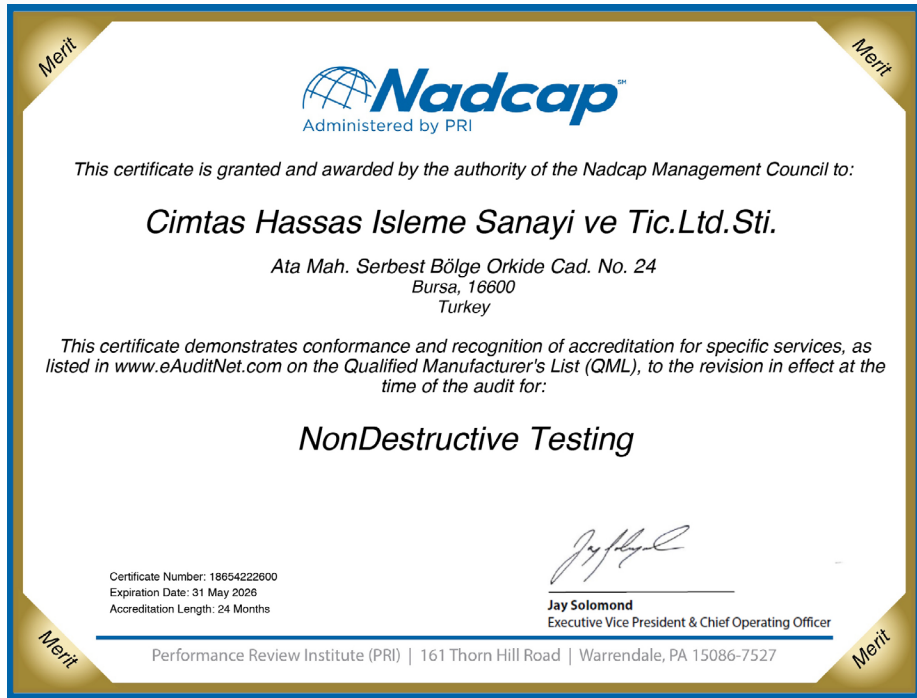 Merit
Merit
Nadcap SM
Administered by PRI
This certificate is granted and awarded by the authority of the Nadcap Management Council to:
Cimtas Hassas Isleme Sanayi ve Tic.Ltd.Sti.
Ata Mah. Serbest Bölge Orkide Cad. No. 24
Bursa, 16600
Turkey
This certificate demonstrates conformance and recognition of accreditation for specific services, as
listed in www.eAuditNet.com on the Qualified Manufacturer's List (QML), to the revision in effect at the
time of the audit for:
NonDestructive Testing
Certificate Number: 18654222600
Expiration Date: 31 May 2026
Accreditation Length: 24 Months
Jay Solomond
Executive Vice President & Chief Operating Officer
Merit
Merit
Performance Review Institute (PRI) | 161 Thorn Hill Road | Warrendale, PA 15086-7527